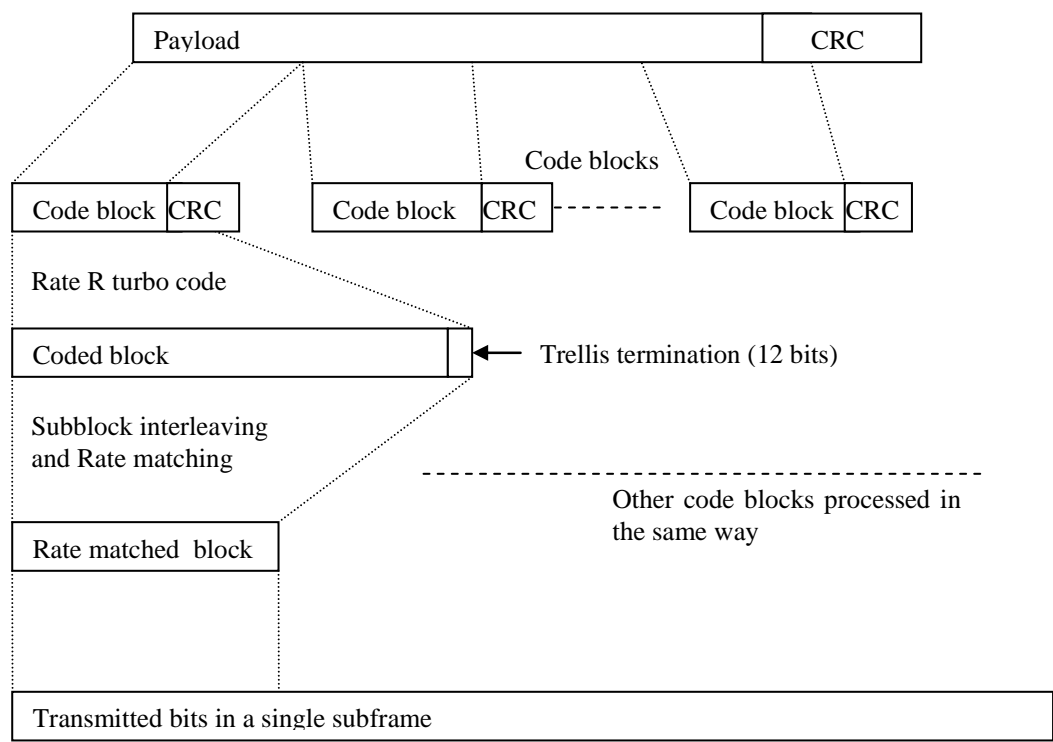 Payload CRC
Code blocks
Code block CRC Code block CRC Code block CRC
Rate R turbo code
Coded block Trellis termination (12 bits)
Subblock interleaving
and Rate matching
Other code blocks processed in
the same way
Rate matched block
Transmitted bits in a single subframe